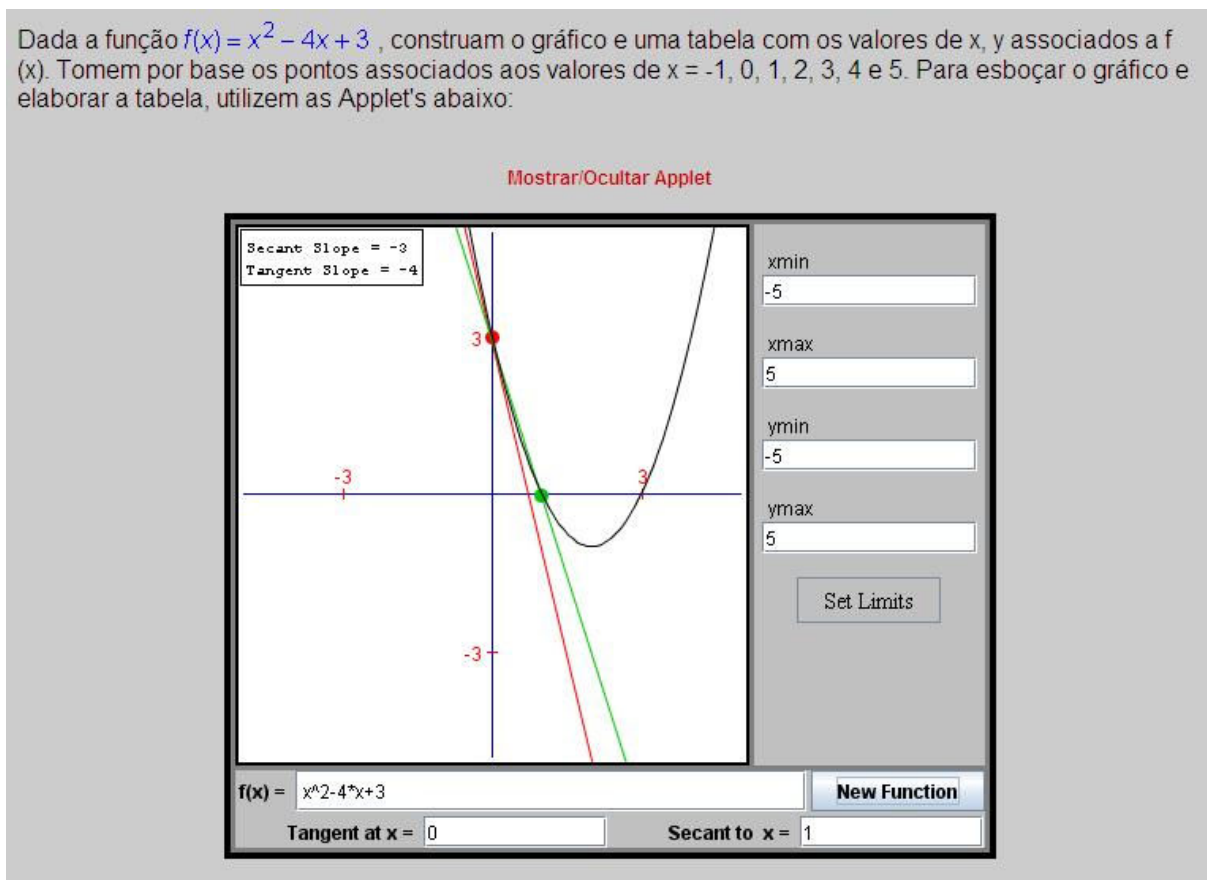 Dada a função f(x) = x² – 4x + 3 , construam o gráfico e uma tabela com os valores de x, y associados a f
(x). Tomem por base os pontos associados aos valores de x = -1, 0, 1, 2, 3, 4 e 5. Para esboçar o gráfico e
elaborar a tabela, utilizem as Applet's abaixo:
Mostrar/Ocultar Applet
Secant Slope = -3
Tangent Slope = -4
3
-3
3
-3
xmin
-5
xmax
5
ymin
-5
ymax
5
Set Limits
f(x) = x^2-4*x+3 New Function
Tangent at x = 0 Secant to x = 1